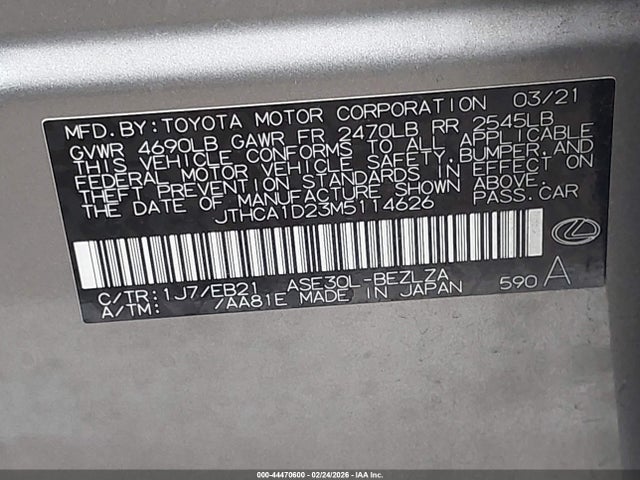 MFD. BY: TOYOTA MOTOR CORPORATION 03/21
GVWR 4690LB GAWR FR 2470LB RR 2545LB
THIS VEHICLE CONFORMS TO ALL APPLICABLE
FEDERAL MOTOR VEHICLE SAFETY, BUMPER, AND
THEFT PREVENTION STANDARDS IN EFFECT ON
THE DATE OF MANUFACTURE SHOWN ABOVE.
JTHCA1D23M5114626 PASS. CAR
C/TR: 1J7/EB21 ASE30L-BEZLZA
A/TM: /AA81E MADE IN JAPAN 590 A
000-44470600 - 02/24/2026 - IAA Inc.